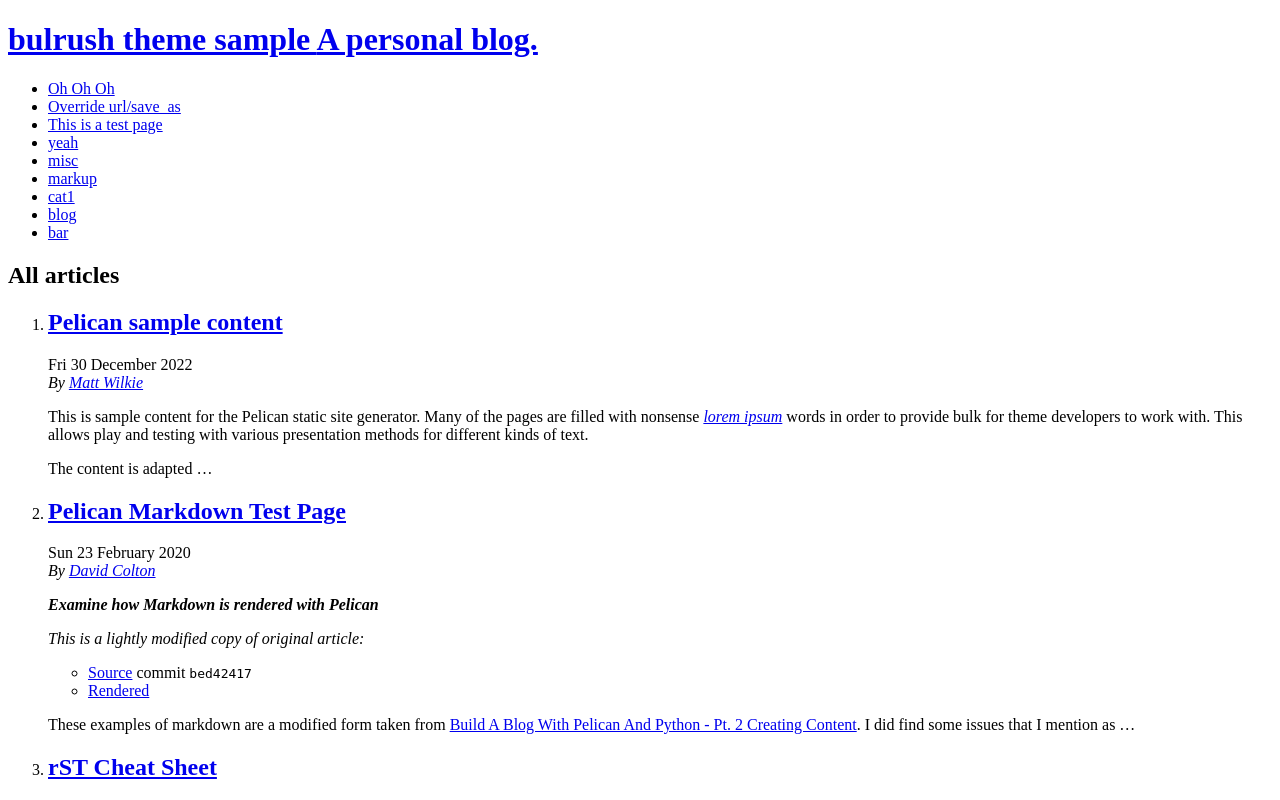 bulrush theme sample A personal blog.
Oh Oh Oh
Override url/save_as
This is a test page
yeah
misc
markup
cat1
blog
bar
All articles
1. Pelican sample content
Fri 30 December 2022
By Matt Wilkie
This is sample content for the Pelican static site generator. Many of the pages are filled with nonsense lorem ipsum words in order to provide bulk for theme developers to work with. This
allows play and testing with various presentation methods for different kinds of text.
The content is adapted …
2. Pelican Markdown Test Page
Sun 23 February 2020
By David Colton
Examine how Markdown is rendered with Pelican
This is a lightly modified copy of original article:
Source commit bed42417
Rendered
These examples of markdown are a modified form taken from Build A Blog With Pelican And Python - Pt. 2 Creating Content. I did find some issues that I mention as …
3. rST Cheat Sheet